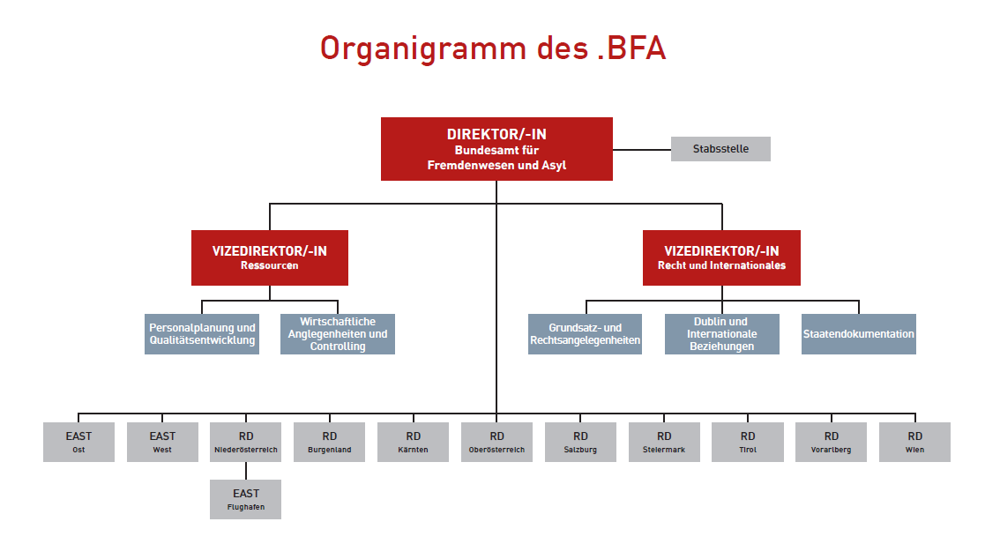 Organigramm des .BFA
DIREKTOR/-IN
Bundesamt für
Fremdenwesen und Asyl
Stabsstelle
VIZEDIREKTOR/-IN
Ressourcen
VIZEDIREKTOR/-IN
Recht und Internationales
Personalplanung und
Qualitätsentwicklung
Wirtschaftliche
Anglegenheiten und
Controlling
Grundsatz- und
Rechtsangelegenheiten
Dublin und
Internationale
Beziehungen
Staatendokumentation
EAST
Ost
EAST
West
RD
Niederösterreich
RD
Burgenland
RD
Kärnten
RD
Oberösterreich
RD
Salzburg
RD
Steiermark
RD
Tirol
RD
Vorarlberg
RD
Wien
EAST
Flughafen